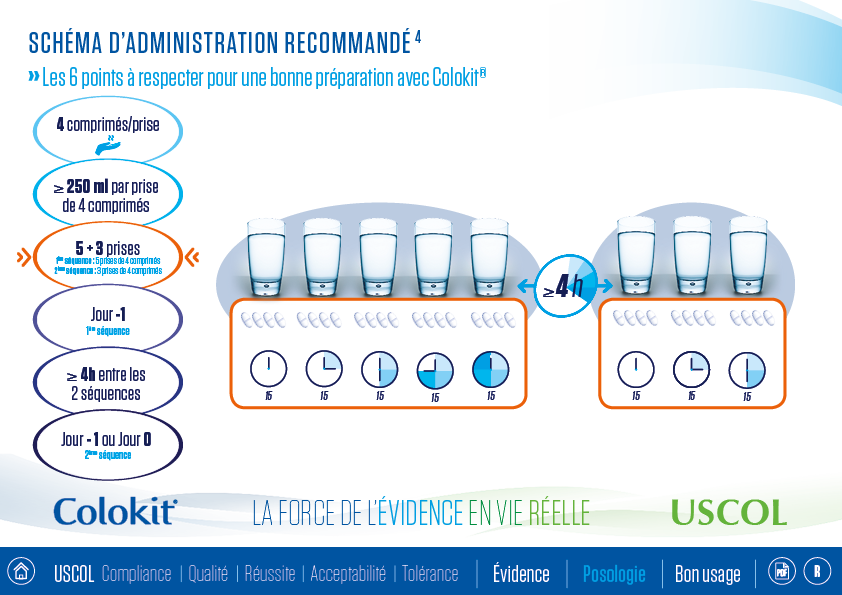 SCHÉMA D'ADMINISTRATION RECOMMANDÉ 4
» Les 6 points à respecter pour une bonne préparation avec Colokit®
4 comprimés/prise
≥ 250 ml par prise
de 4 comprimés
5 + 3 prises
1ère séquence : 5 prises de 4 comprimés
2ème séquence : 3 prises de 4 comprimés
Jour -1
1ère séquence
≥ 4h entre les
2 séquences
Jour - 1 ou Jour 0
2ème séquence
≥4h
15 15 15 15 15
15 15 15
Colokit®
LA FORCE DE L'ÉVIDENCE EN VIE RÉELLE
USCOL
USCOL Compliance | Qualité | Réussite | Acceptabilité | Tolérance | Évidence | Posologie | Bon usage | PDF R